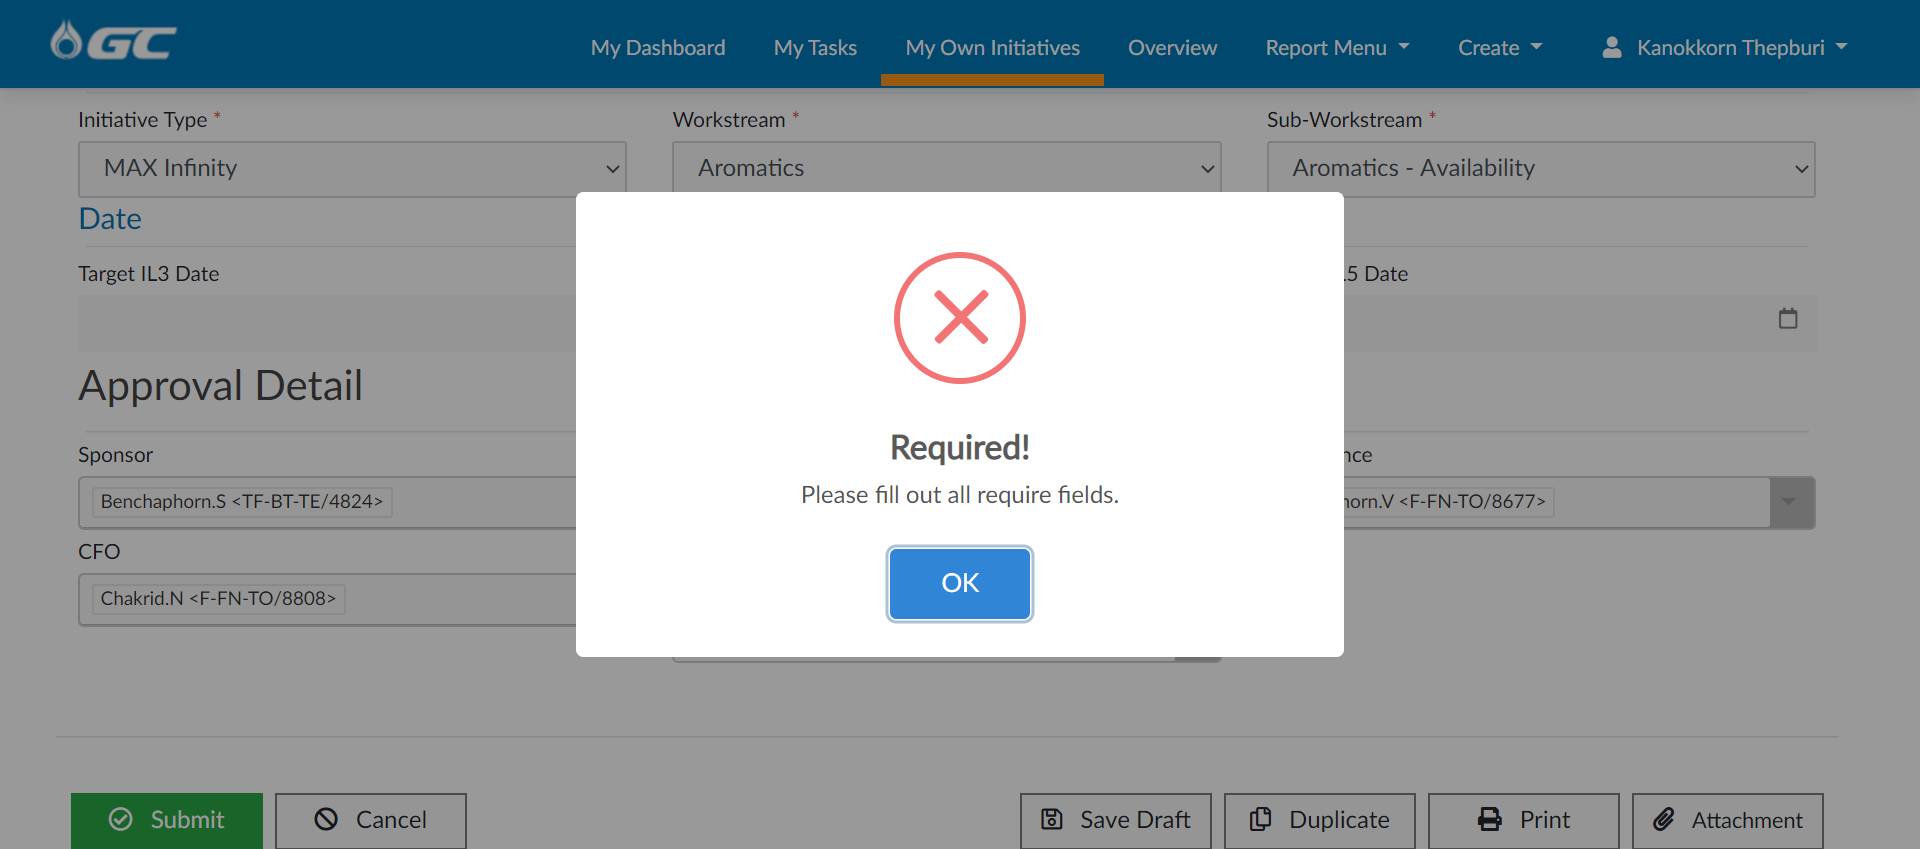 GC
My Dashboard
My Tasks
My Own Initiatives
Overview
Report Menu
Create
Kanokkorn Thepburi
Initiative Type *
Workstream *
Sub-Workstream *
MAX Infinity
Aromatics
Aromatics - Availability
Date
Target IL3 Date
5 Date
Approval Detail
Sponsor
nce
Benchaphorn.S <TF-BT-TE/4824>
horn.V <F-FN-TO/8677>
CFO
Chakrid.N <F-FN-TO/8808>
Required!
Please fill out all require fields.
OK
Submit
Cancel
Save Draft
Duplicate
Print
Attachment